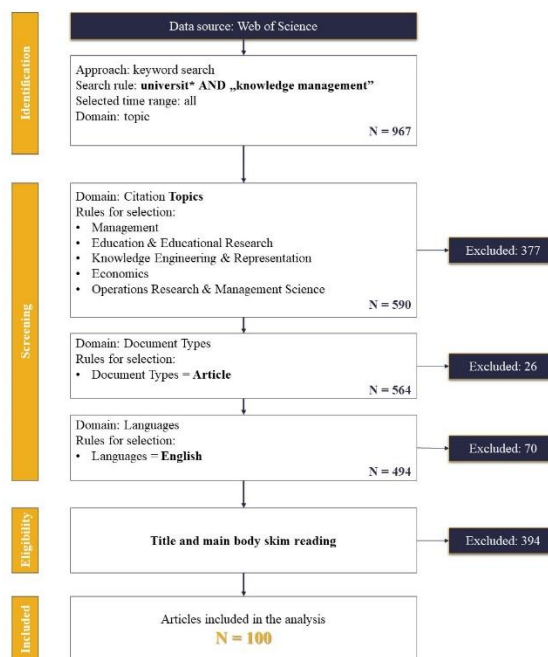 Data source: Web of Science
Identification
Approach: keyword search
Search rule: universit* AND „knowledge management”
Selected time range: all
Domain: topic
N = 967
Screening
Domain: Citation Topics
Rules for selection:
• Management
• Education & Educational Research
• Knowledge Engineering & Representation
• Economics
• Operations Research & Management Science
N = 590
Excluded: 377
Domain: Document Types
Rules for selection:
• Document Types = Article
N = 564
Excluded: 26
Domain: Languages
Rules for selection:
• Languages = English
N = 494
Excluded: 70
Eligibility
Title and main body skim reading
Excluded: 394
Included
Articles included in the analysis
N = 100